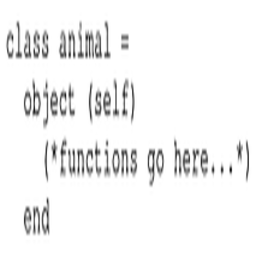 class animal =
object (self)
(*functions go here...*)
end